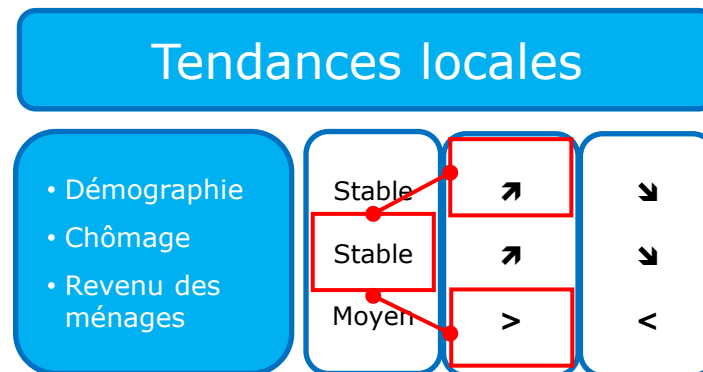 Tendances locales
• Démographie
• Chômage
• Revenu des
ménages
Stable
Stable
Moyen
↗
↗
>
↘
↘
<